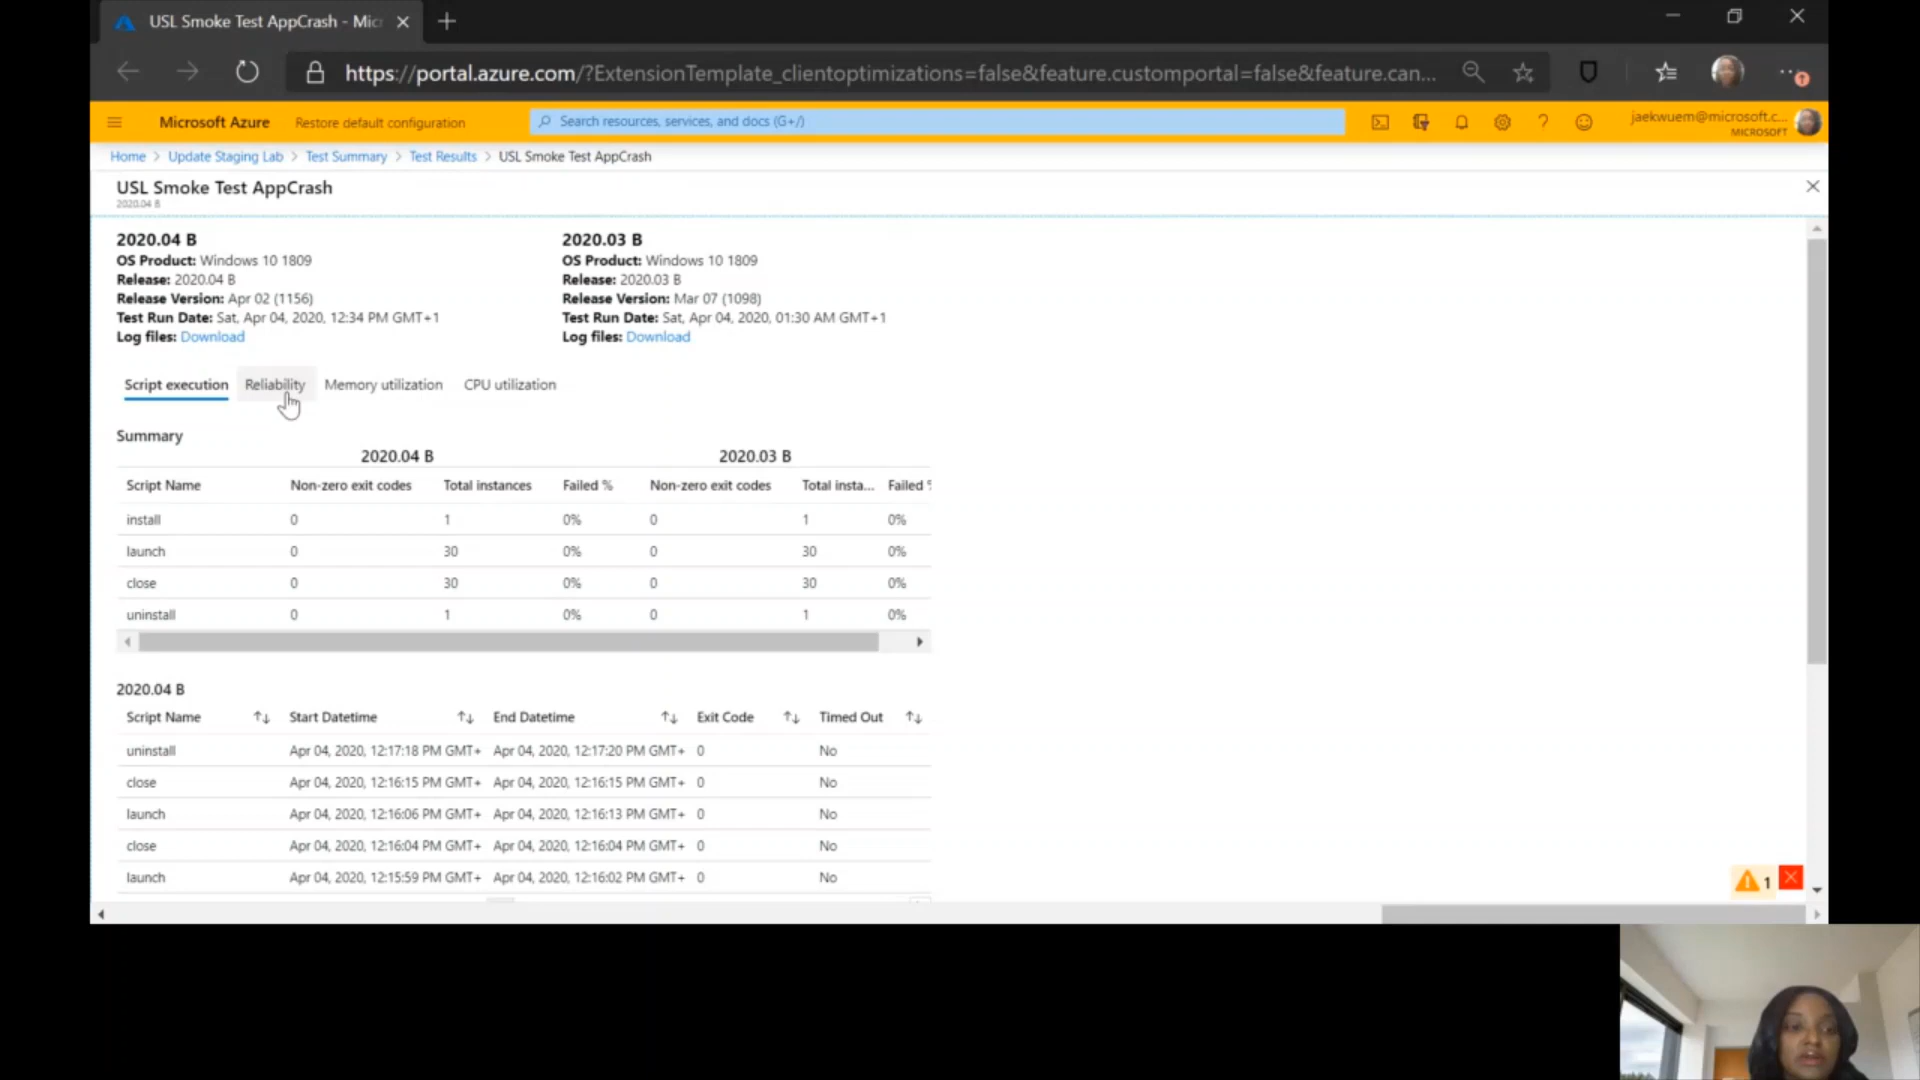 USL Smoke Test AppCrash - Mic
https://portal.azure.com/?ExtensionTemplate_clientoptimizations=false&feature.customportal=false&feature.can...
Microsoft Azure Restore default configuration Search resources, services, and docs (G+/) jaekwuem@microsoft.c...
MICROSOFT
Home > Update Staging Lab > Test Summary > Test Results > USL Smoke Test AppCrash
USL Smoke Test AppCrash
2020.04 B
2020.04 B
OS Product: Windows 10 1809
Release: 2020.04 B
Release Version: Apr 02 (1156)
Test Run Date: Sat, Apr 04, 2020, 12:34 PM GMT+1
Log files: Download
2020.03 B
OS Product: Windows 10 1809
Release: 2020.03 B
Release Version: Mar 07 (1098)
Test Run Date: Sat, Apr 04, 2020, 01:30 AM GMT+1
Log files: Download
Script execution Reliability Memory utilization CPU utilization
Summary
2020.04 B 2020.03 B
Script Name Non-zero exit codes Total instances Failed % Non-zero exit codes Total insta... Failed %
install 0 1 0% 0 1 0%
launch 0 30 0% 0 30 0%
close 0 30 0% 0 30 0%
uninstall 0 1 0% 0 1 0%
2020.04 B
Script Name Start Datetime End Datetime Exit Code Timed Out
uninstall Apr 04, 2020, 12:17:18 PM GMT+ Apr 04, 2020, 12:17:20 PM GMT+ 0 No
close Apr 04, 2020, 12:16:15 PM GMT+ Apr 04, 2020, 12:16:15 PM GMT+ 0 No
launch Apr 04, 2020, 12:16:06 PM GMT+ Apr 04, 2020, 12:16:13 PM GMT+ 0 No
close Apr 04, 2020, 12:16:04 PM GMT+ Apr 04, 2020, 12:16:04 PM GMT+ 0 No
launch Apr 04, 2020, 12:15:59 PM GMT+ Apr 04, 2020, 12:16:02 PM GMT+ 0 No
1